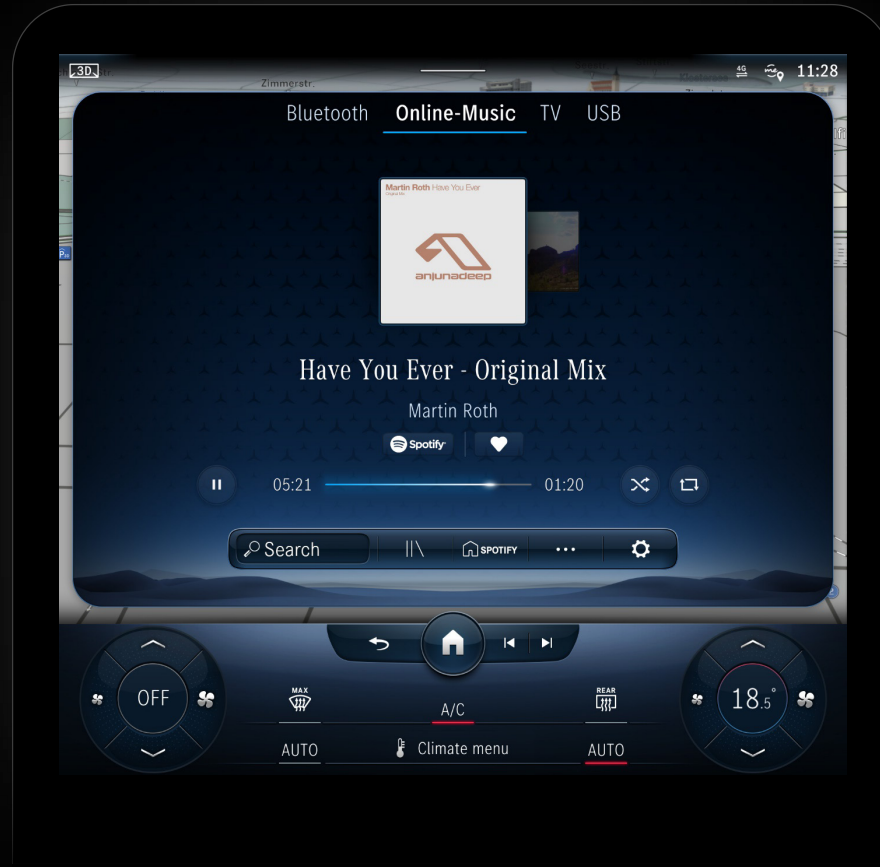 3D
Zimmerstr.
4G
me
11:28
Bluetooth
Online-Music
TV
USB
Martin Roth Have You Ever
anjunadeep
Have You Ever - Original Mix
Martin Roth
Spotify
05:21
01:20
Search
SPOTIFY
OFF
MAX
A/C
REAR
18.5°
AUTO
Climate menu
AUTO